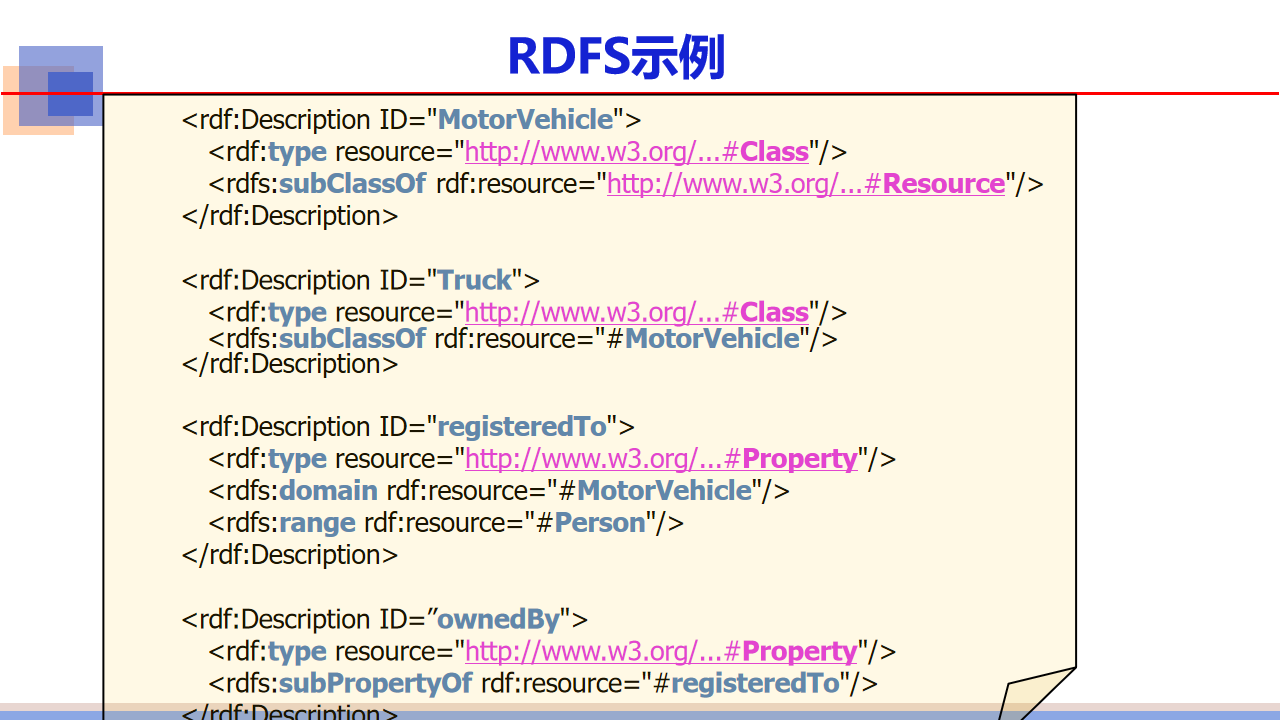 RDFS示例
<rdf:Description ID="MotorVehicle">
<rdf:type resource="http://www.w3.org/...#Class"/>
<rdfs:subClassOf rdf:resource="http://www.w3.org/...#Resource"/>
</rdf:Description>
<rdf:Description ID="Truck">
<rdf:type resource="http://www.w3.org/...#Class"/>
<rdfs:subClassOf rdf:resource="#MotorVehicle"/>
</rdf:Description>
<rdf:Description ID="registeredTo">
<rdf:type resource="http://www.w3.org/...#Property"/>
<rdfs:domain rdf:resource="#MotorVehicle"/>
<rdfs:range rdf:resource="#Person"/>
</rdf:Description>
<rdf:Description ID=”ownedBy">
<rdf:type resource="http://www.w3.org/...#Property"/>
<rdfs:subPropertyOf rdf:resource="#registeredTo"/>
</rdf:Description>